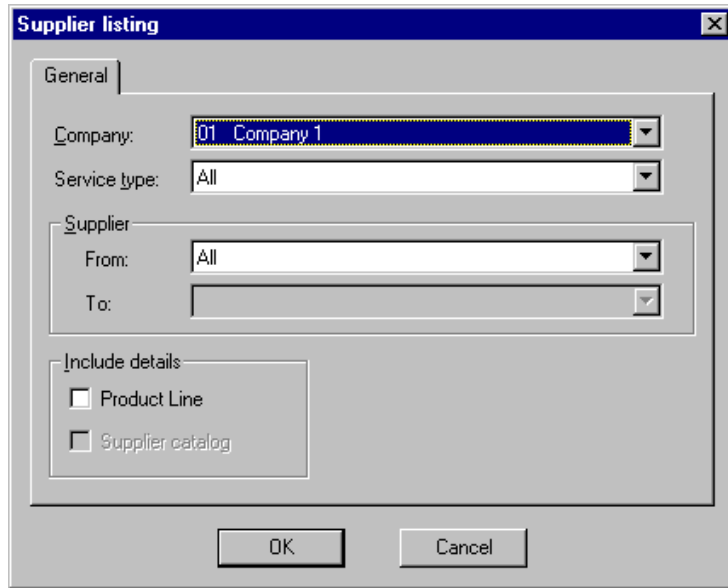 Supplier listing
General
Company: 01 Company 1
Service type: All
Supplier
From: All
To:
Include details
Product Line
Supplier catalog
OK Cancel